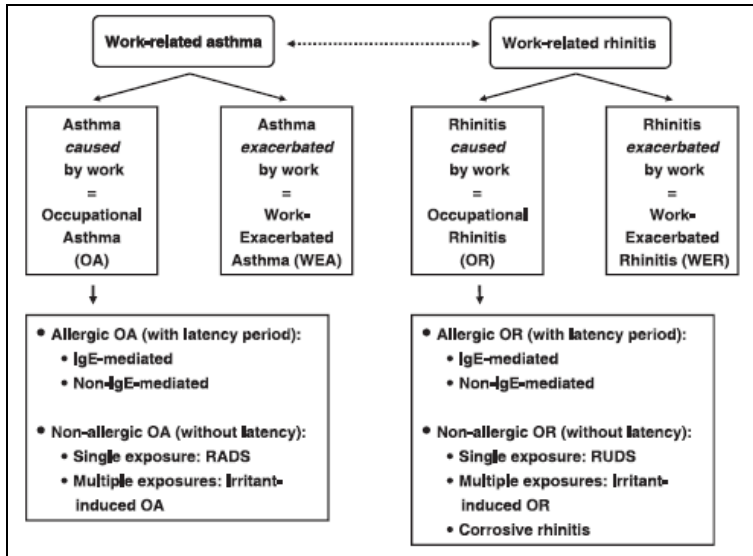 Work-related asthma
Work-related rhinitis
Asthma
caused
by work
=
Occupational
Asthma
(OA)
Asthma
exacerbated
by work
=
Work-
Exacerbated
Asthma (WEA)
Rhinitis
caused
by work
=
Occupational
Rhinitis
(OR)
Rhinitis
exacerbated
by work
=
Work-
Exacerbated
Rhinitis (WER)
• Allergic OA (with latency period):
• IgE-mediated
• Non-IgE-mediated
• Non-allergic OA (without latency):
• Single exposure: RADS
• Multiple exposures: Irritant-
induced OA
• Allergic OR (with latency period):
• IgE-mediated
• Non-IgE-mediated
• Non-allergic OR (without latency):
• Single exposure: RUDS
• Multiple exposures: Irritant-
induced OR
• Corrosive rhinitis